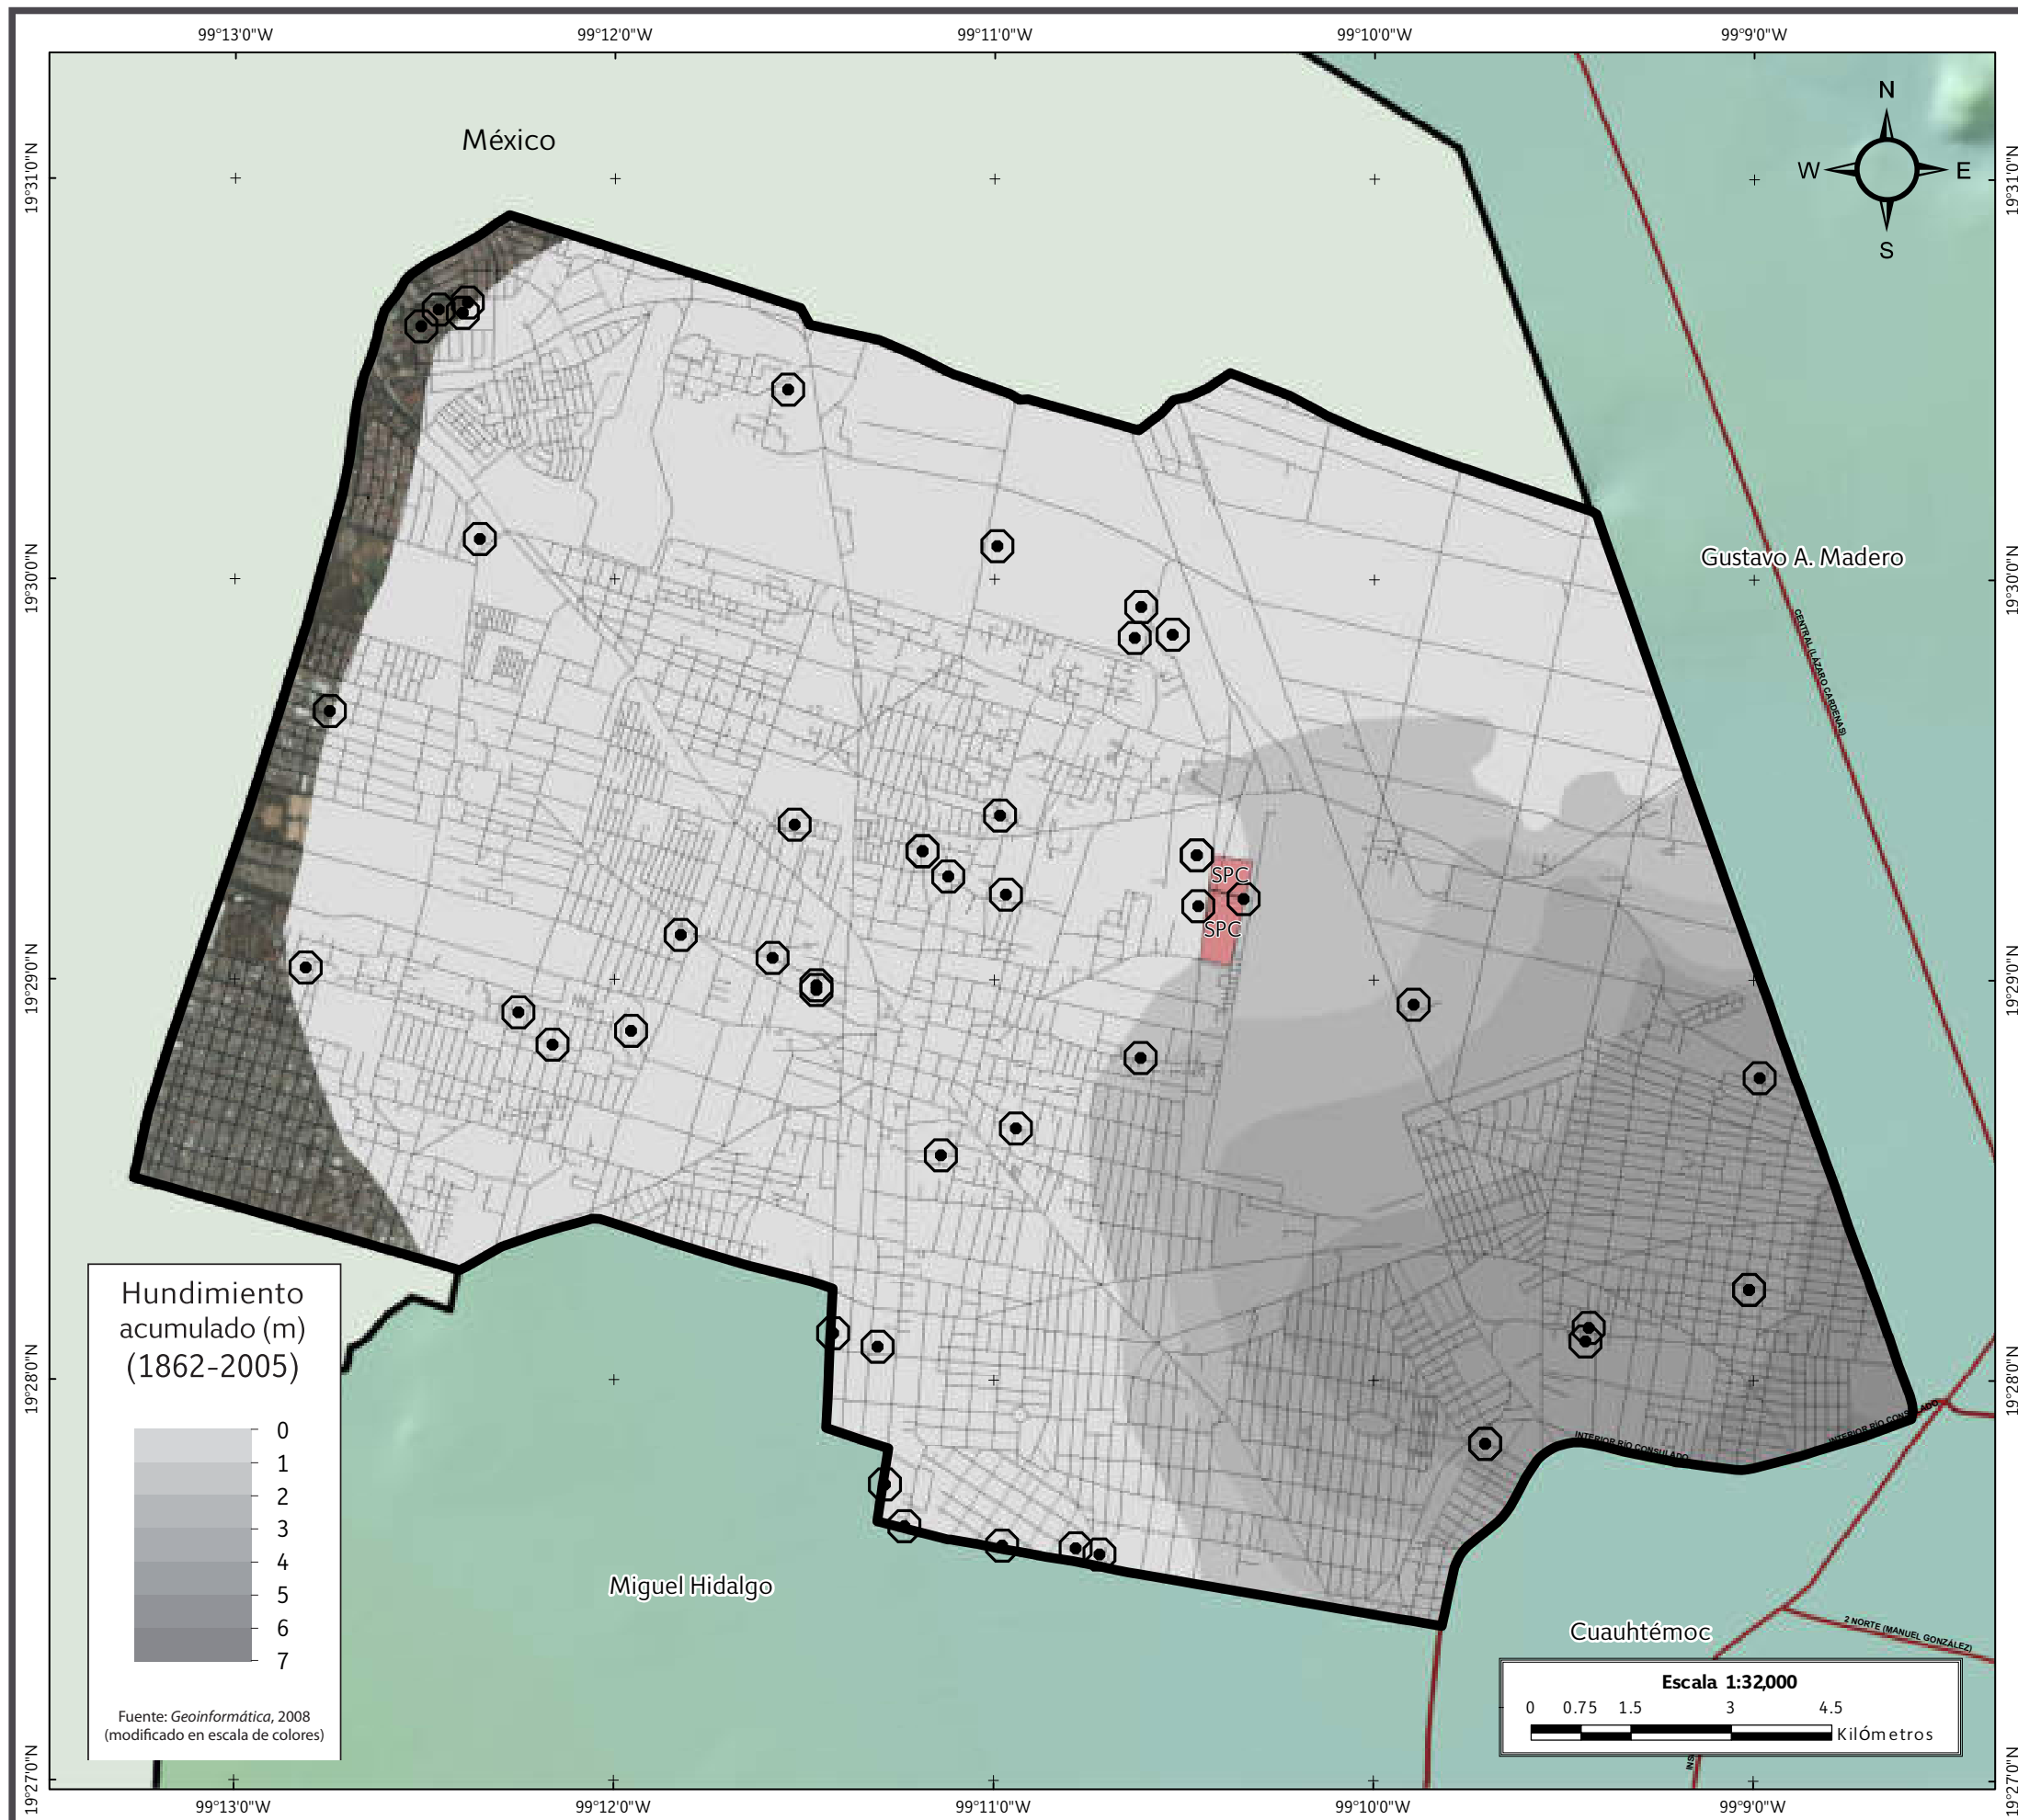 99°13'0"W
99°12'0"W
99°11'0"W
99°10'0"W
99°9'0"W
N
W
E
S
México
19°31'0"N
19°31'0"N
Gustavo A. Madero
19°30'0"N
19°30'0"N
CENTRAL (LÁZARO CARDENAS)
SPC
SPC
19°29'0"N
19°29'0"N
Hundimiento
acumulado (m)
(1862-2005)
0
1
2
3
4
5
6
7
Fuente: Geoinformática, 2008
(modificado en escala de colores)
19°28'0"N
19°28'0"N
INTERIOR RÍO CONSULADO
INTERIOR RÍO CONSULADO
Miguel Hidalgo
Cuauhtémoc
2 NORTE (MANUEL GONZÁLEZ)
Escala 1:32,000
0 0.75 1.5 3 4.5
Kilómetros
19°27'0"N
19°27'0"N
99°13'0"W
99°12'0"W
99°11'0"W
99°10'0"W
99°9'0"W